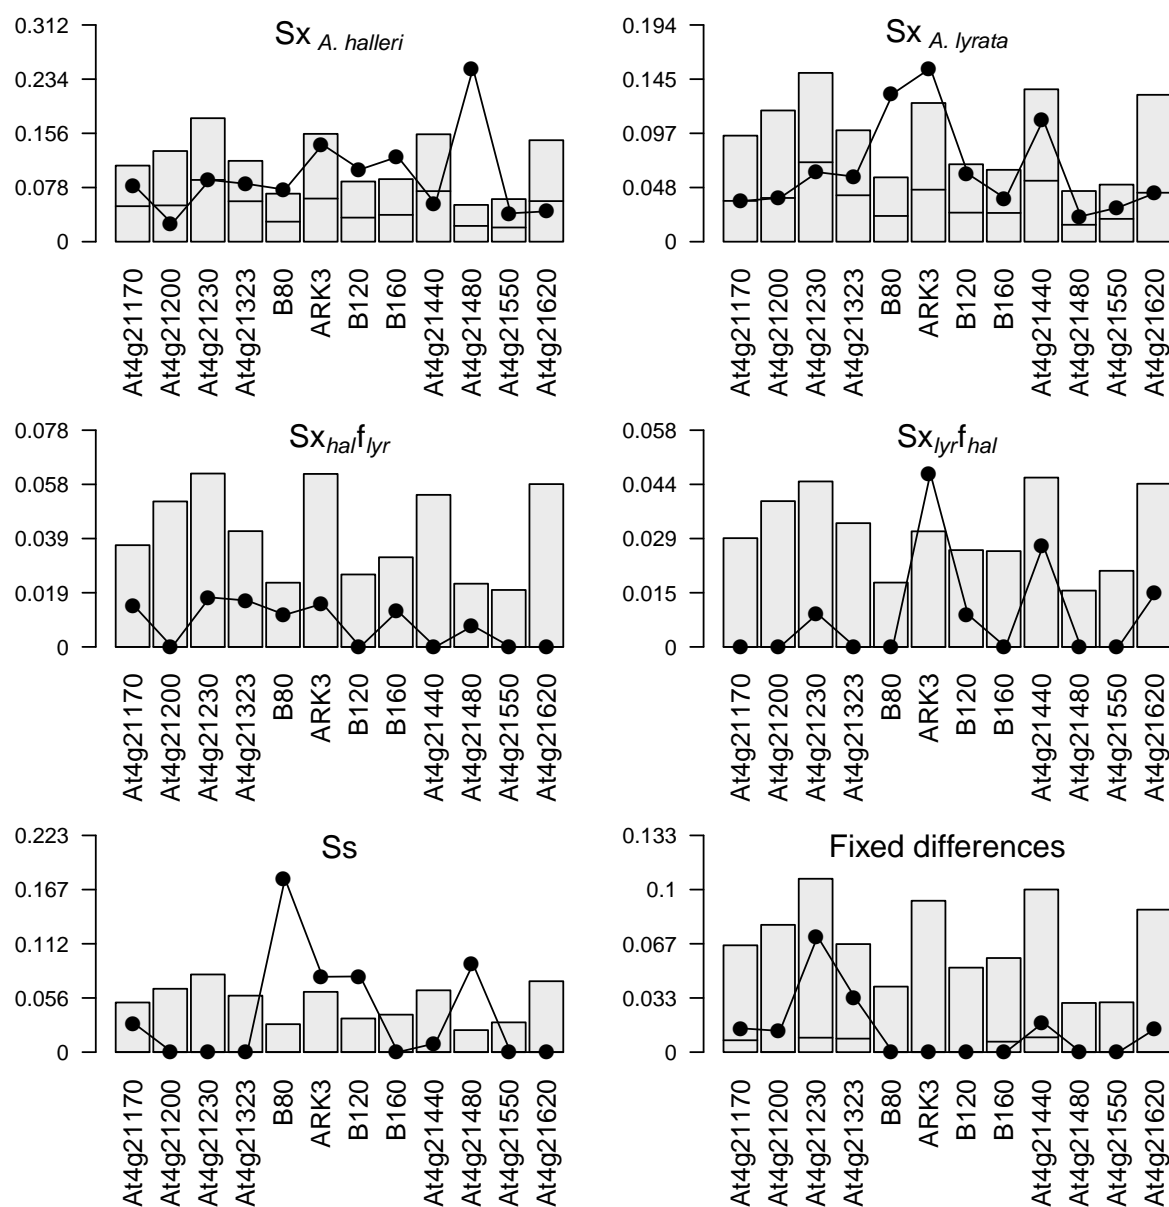 Sx A. halleri
0.312
0.234
0.156
0.078
0
At4g21170
At4g21200
At4g21230
At4g21323
B80
ARK3
B120
B160
At4g21440
At4g21480
At4g21550
At4g21620
Sx A. lyrata
0.194
0.145
0.097
0.048
0
At4g21170
At4g21200
At4g21230
At4g21323
B80
ARK3
B120
B160
At4g21440
At4g21480
At4g21550
At4g21620
Sxhalflyr
0.078
0.058
0.039
0.019
0
At4g21170
At4g21200
At4g21230
At4g21323
B80
ARK3
B120
B160
At4g21440
At4g21480
At4g21550
At4g21620
Sxlyrfhal
0.058
0.044
0.029
0.015
0
At4g21170
At4g21200
At4g21230
At4g21323
B80
ARK3
B120
B160
At4g21440
At4g21480
At4g21550
At4g21620
Ss
0.223
0.167
0.112
0.056
0
At4g21170
At4g21200
At4g21230
At4g21323
B80
ARK3
B120
B160
At4g21440
At4g21480
At4g21550
At4g21620
Fixed differences
0.133
0.1
0.067
0.033
0
At4g21170
At4g21200
At4g21230
At4g21323
B80
ARK3
B120
B160
At4g21440
At4g21480
At4g21550
At4g21620